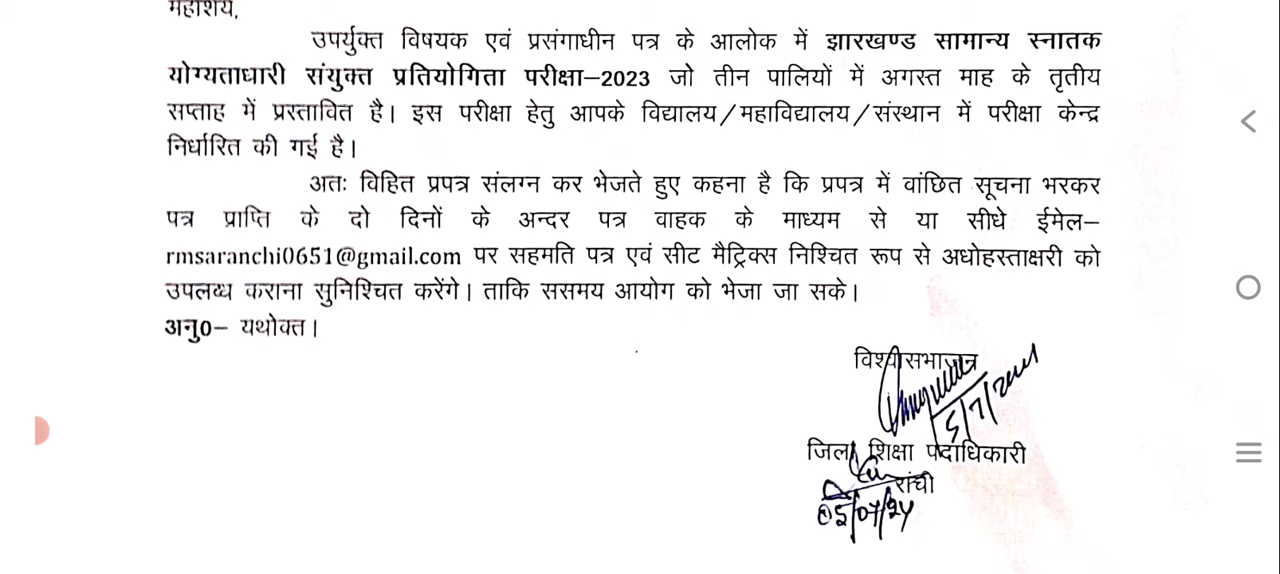 महाशय,
उपर्युक्त विषयक एवं प्रसंगाधीन पत्र के आलोक में झारखण्ड सामान्य स्नातक
योग्यताधारी संयुक्त प्रतियोगिता परीक्षा–2023 जो तीन पालियों में अगस्त माह के तृतीय
सप्ताह में प्रस्तावित है। इस परीक्षा हेतु आपके विद्यालय/महाविद्यालय/संस्थान में परीक्षा केन्द्र
निर्धारित की गई है।
अतः विहित प्रपत्र संलग्न कर भेजते हुए कहना है कि प्रपत्र में वांछित सूचना भरकर
पत्र प्राप्ति के दो दिनों के अन्दर पत्र वाहक के माध्यम से या सीधे ईमेल–
rmsaranchi0651@gmail.com पर सहमति पत्र एवं सीट मैट्रिक्स निश्चित रूप से अधोहस्ताक्षरी को
उपलब्ध कराना सुनिश्चित करेंगे। ताकि ससमय आयोग को भेजा जा सके।
अनु0– यथोक्त।
विश्वासभाजन
5/7/2024
जिला शिक्षा पदाधिकारी
रांची
05/07/24